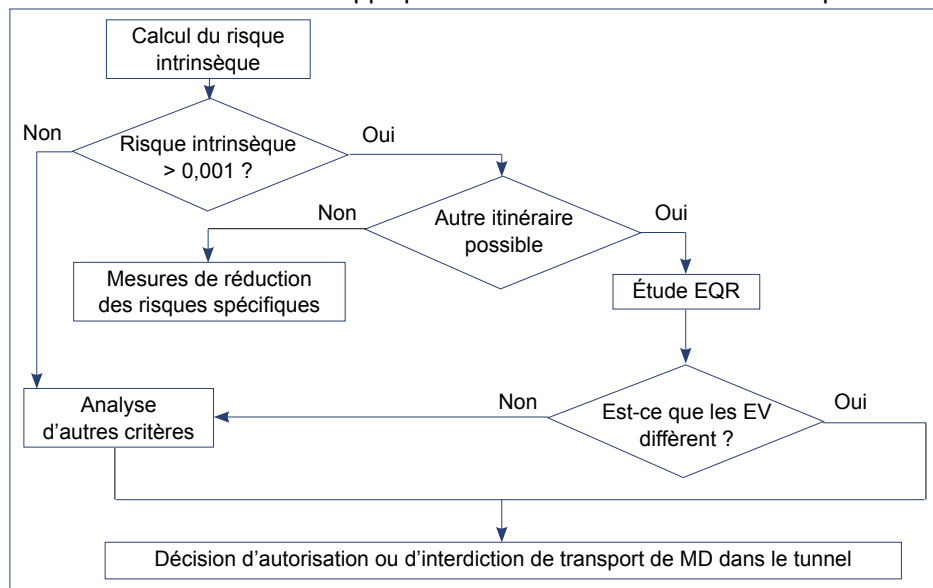 Calcul du risque
intrinsèque
Non
Oui
Risque intrinsèque
> 0,001 ?
Non
Oui
Autre itinéraire
possible
Mesures de réduction
des risques spécifiques
Étude EQR
Analyse
d’autres critères
Non
Oui
Est-ce que les EV
diffèrent ?
Décision d’autorisation ou d’interdiction de transport de MD dans le tunnel